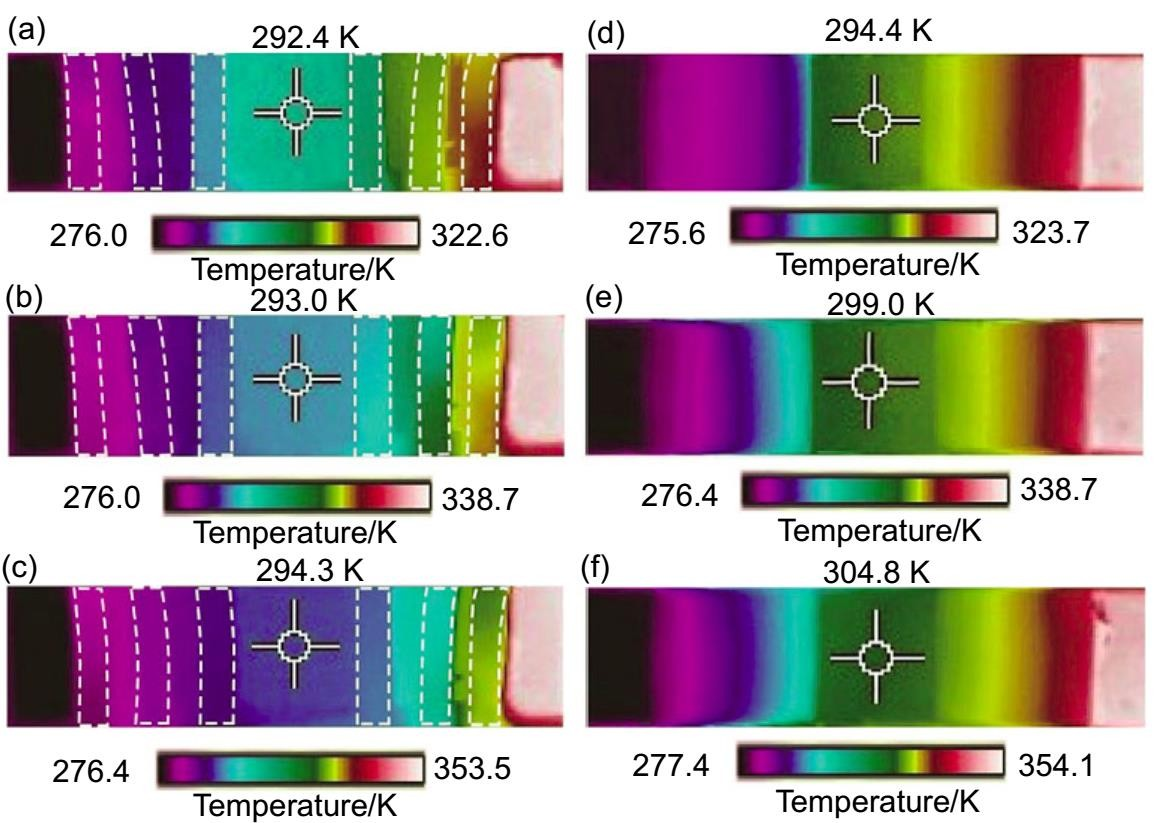 (a)
292.4 K
276.0
322.6
Temperature/K
(b)
293.0 K
276.0
338.7
Temperature/K
(c)
294.3 K
276.4
353.5
Temperature/K
(d)
294.4 K
275.6
323.7
Temperature/K
(e)
299.0 K
276.4
338.7
Temperature/K
(f)
304.8 K
277.4
354.1
Temperature/K